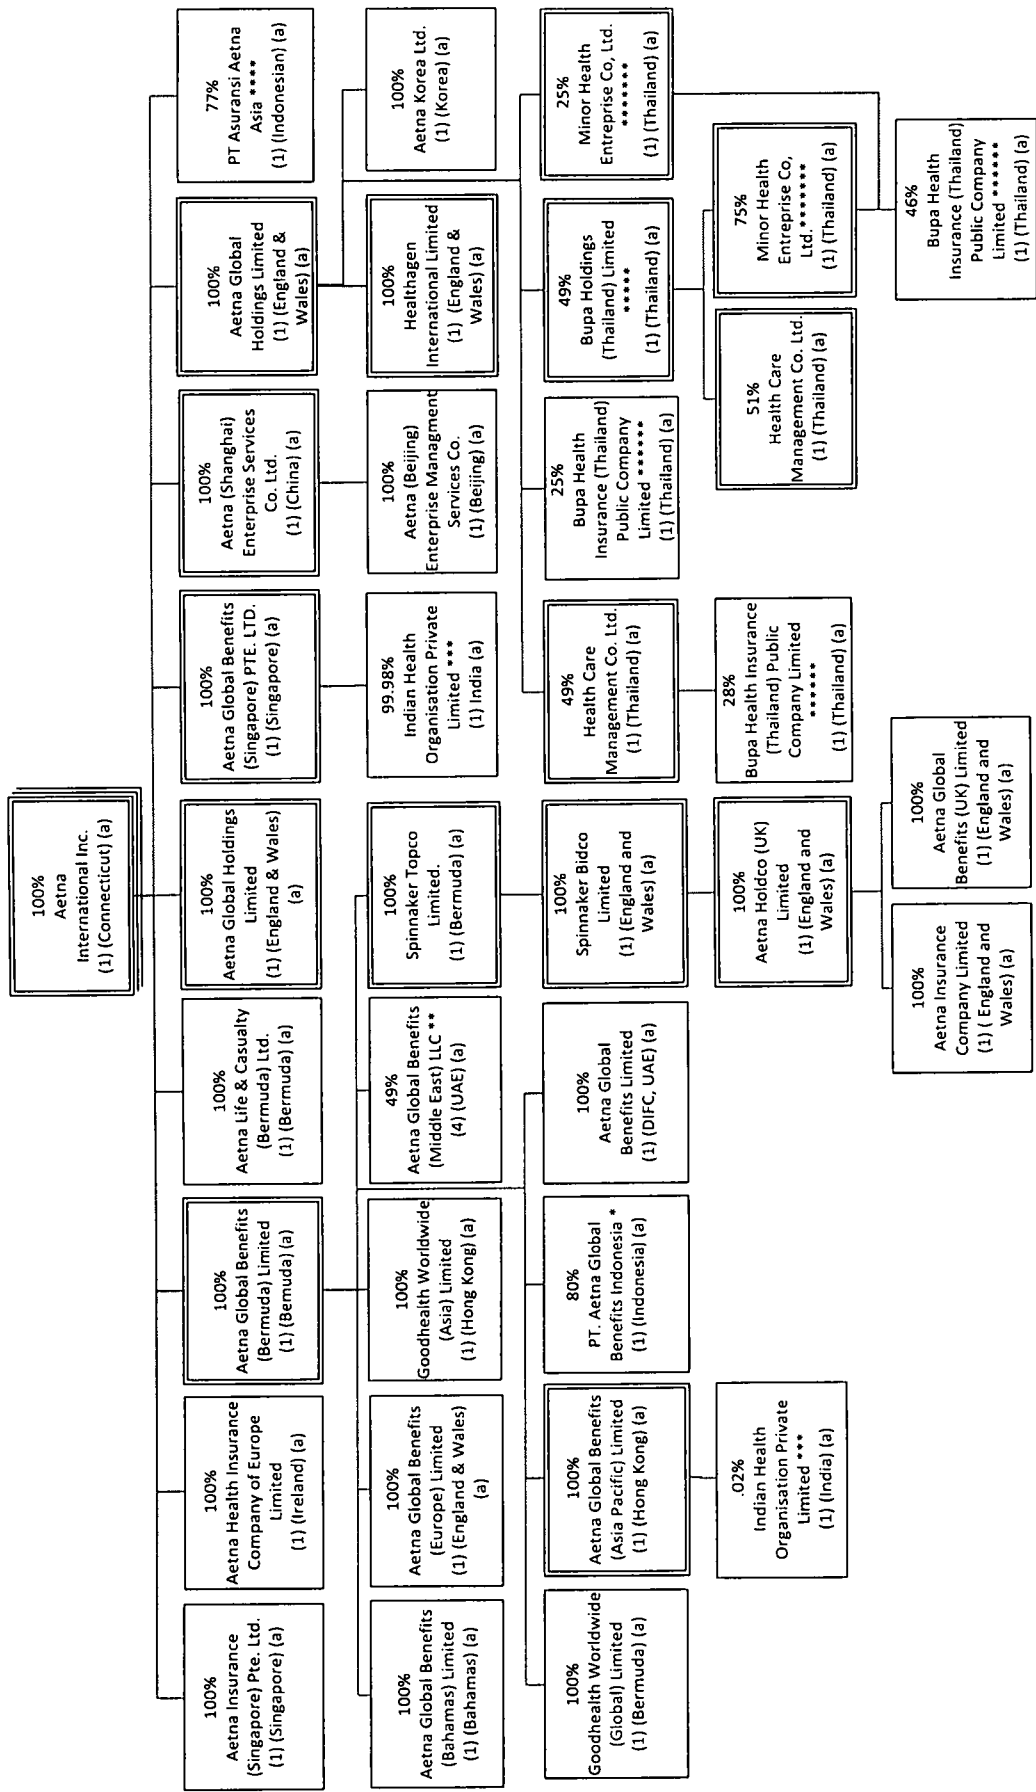 100%
Aetna
International Inc.
(1) (Connecticut) (a)
100%
Aetna Insurance
(Singapore) Pte. Ltd.
(1) (Singapore) (a)
100%
Aetna Health Insurance
Company of Europe
Limited
(1) (Ireland) (a)
100%
Aetna Global Benefits
(Bermuda) Limited
(1) (Bemuda) (a)
100%
Aetna Life & Casualty
(Bermuda) Ltd.
(1) (Bermuda) (a)
100%
Aetna Global Holdings
Limited
(1) (England & Wales)
(a)
100%
Aetna Global Benefits
(Singapore) PTE. LTD.
(1) (Singapore) (a)
100%
Aetna (Shanghai)
Enterprise Services
Co. Ltd.
(1) (China) (a)
100%
Aetna Global
Holdings Limited
(1) (England &
Wales) (a)
77%
PT Asuransi Aetna
Asia ****
(1) (Indonesian) (a)
100%
Aetna Global Benefits
(Bahamas) Limited
(1) (Bahamas) (a)
100%
Aetna Global Benefits
(Europe) Limited
(1) (England & Wales)
(a)
100%
Goodhealth Worldwide
(Asia) Limited
(1) (Hong Kong) (a)
49%
Aetna Global Benefits
(Middle East) LLC **
(4) (UAE) (a)
100%
Spinnaker Topco
Limited.
(1) (Bermuda) (a)
99.98%
Indian Health
Organisation Private
Limited ***
(1) India (a)
100%
Aetna (Beijing)
Enterprise Managment
Services Co.
(1) (Beijing) (a)
100%
Healthagen
International Limited
(1) (England &
Wales) (a)
100%
Aetna Korea Ltd.
(1) (Korea) (a)
100%
Goodhealth Worldwide
(Global) Limited
(1) (Bermuda) (a)
100%
Aetna Global Benefits
(Asia Pacific) Limited
(1) (Hong Kong) (a)
80%
PT. Aetna Global
Benefits Indonesia *
(1) (Indonesia) (a)
100%
Aetna Global
Benefits Limited
(1) (DIFC, UAE) (a)
100%
Spinnaker Bidco
Limited
(1) (England and
Wales) (a)
49%
Health Care
Management Co. Ltd.
(1) (Thailand) (a)
25%
Bupa Health
Insurance (Thailand)
Public Company
Limited ******
(1) (Thailand) (a)
49%
Bupa Holdings
(Thailand) Limited
*****
(1) (Thailand) (a)
25%
Minor Health
Entreprise Co, Ltd.
*******
(1) (Thailand) (a)
.02%
Indian Health
Organisation Private
Limited ***
(1) (India) (a)
100%
Aetna Holdco (UK)
Limited
(1) (England and
Wales) (a)
28%
Bupa Health Insurance
(Thailand) Public
Company Limited
******
(1) (Thailand) (a)
51%
Health Care
Management Co. Ltd.
(1) (Thailand) (a)
75%
Minor Health
Entreprise Co,
Ltd.*******
(1) (Thailand) (a)
100%
Aetna Insurance
Company Limited
(1) ( England and
Wales) (a)
100%
Aetna Global
Benefits (UK) Limited
(1) (England and
Wales) (a)
46%
Bupa Health
Insurance (Thailand)
Public Company
Limited ******
(1) (Thailand) (a)